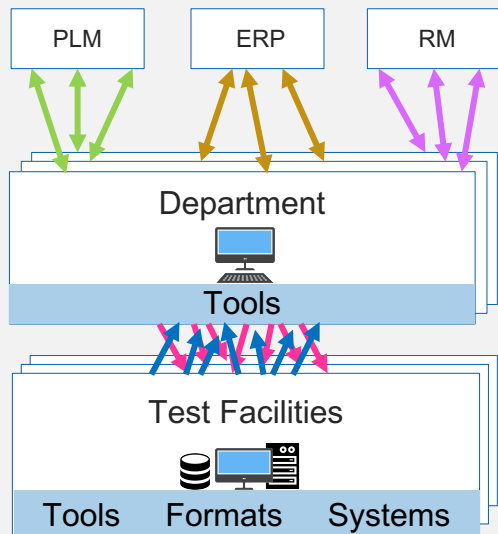 PLM ERP RM
Department
Tools
Test Facilities
Tools Formats Systems